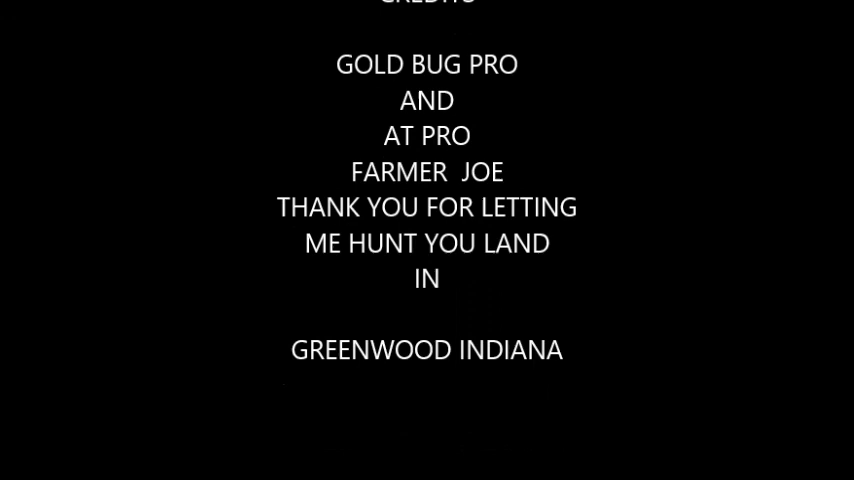 CREDITS
GOLD BUG PRO
AND
AT PRO
FARMER  JOE
THANK YOU FOR LETTING
ME HUNT YOU LAND
IN
GREENWOOD INDIANA